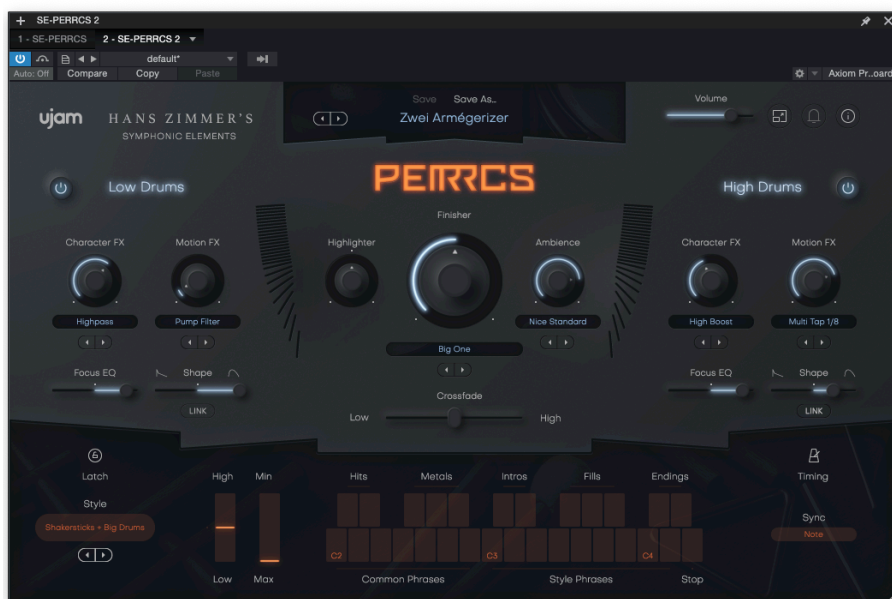 SE-PERRCS 2
1 - SE-PERRCS 2 - SE-PERRCS 2
default*
Auto: Off Compare Copy Paste Axiom Pr..oard
Save Save As...
Volume
ujam HANS ZIMMER'S
SYMPHONIC ELEMENTS
Zwei Armégerizer
PERRCS
Low Drums High Drums
Finisher
Character FX Motion FX Highlighter Ambience Character FX Motion FX
Highpass Pump Filter Nice Standard High Boost Multi Tap 1/8
Big One
Focus EQ Shape Focus EQ Shape
Crossfade
LINK Low High LINK
Latch High Min Hits Metals Intros Fills Endings Timing
Style
Shakersticks + Big Drums
Sync
Note
C2 C3 C4
Low Max Common Phrases Style Phrases Stop